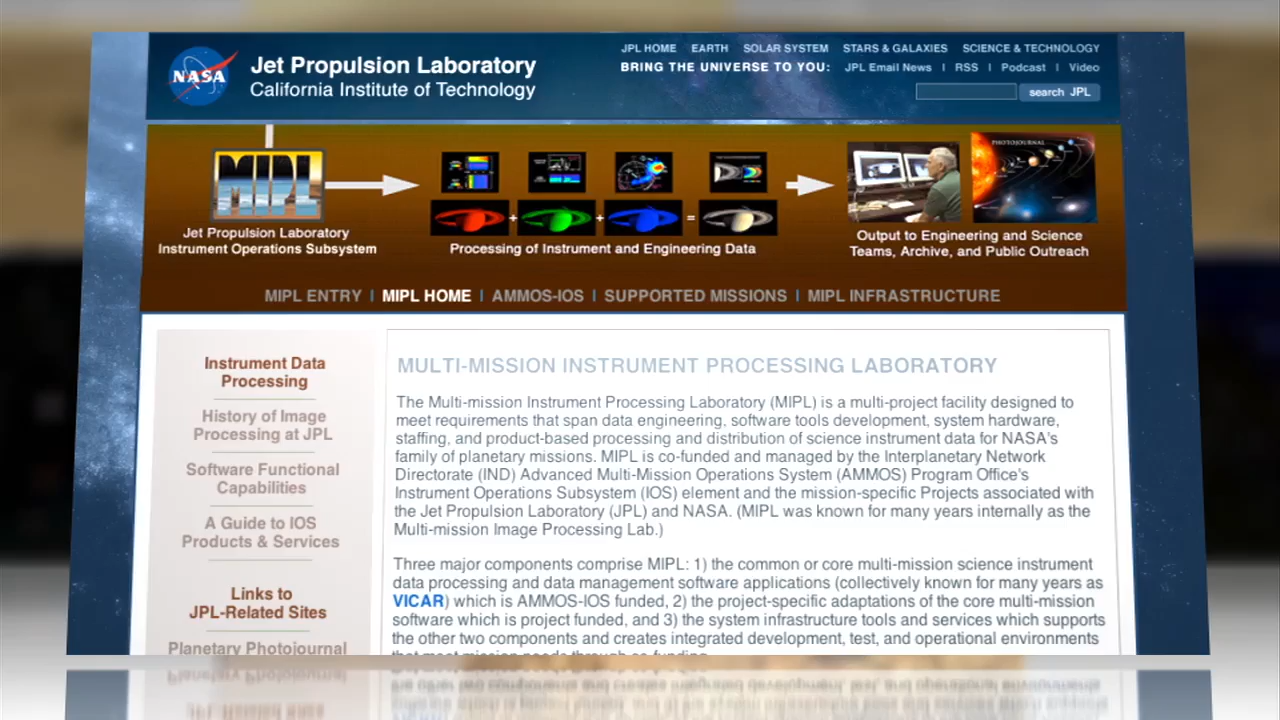 NASA
Jet Propulsion Laboratory
California Institute of Technology
JPL HOME EARTH SOLAR SYSTEM STARS & GALAXIES SCIENCE & TECHNOLOGY
BRING THE UNIVERSE TO YOU: JPL Email News | RSS | Podcast | Video
search JPL
MIPL
PHOTOJOURNAL
+ + =
Jet Propulsion Laboratory
Instrument Operations Subsystem
Processing of Instrument and Engineering Data
Output to Engineering and Science
Teams, Archive, and Public Outreach
MIPL ENTRY | MIPL HOME | AMMOS-IOS | SUPPORTED MISSIONS | MIPL INFRASTRUCTURE
Instrument Data
Processing
History of Image
Processing at JPL
Software Functional
Capabilities
A Guide to IOS
Products & Services
Links to
JPL-Related Sites
Planetary Photojournal
MULTI-MISSION INSTRUMENT PROCESSING LABORATORY
The Multi-mission Instrument Processing Laboratory (MIPL) is a multi-project facility designed to
meet requirements that span data engineering, software tools development, system hardware,
staffing, and product-based processing and distribution of science instrument data for NASA's
family of planetary missions. MIPL is co-funded and managed by the Interplanetary Network
Directorate (IND) Advanced Multi-Mission Operations System (AMMOS) Program Office's
Instrument Operations Subsystem (IOS) element and the mission-specific Projects associated with
the Jet Propulsion Laboratory (JPL) and NASA. (MIPL was known for many years internally as the
Multi-mission Image Processing Lab.)
Three major components comprise MIPL: 1) the common or core multi-mission science instrument
data processing and data management software applications (collectively known for many years as
VICAR) which is AMMOS-IOS funded, 2) the project-specific adaptations of the core multi-mission
software which is project funded, and 3) the system infrastructure tools and services which supports
the other two components and creates integrated development, test, and operational environments